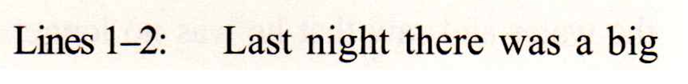 Lines 1–2: Last night there was a big